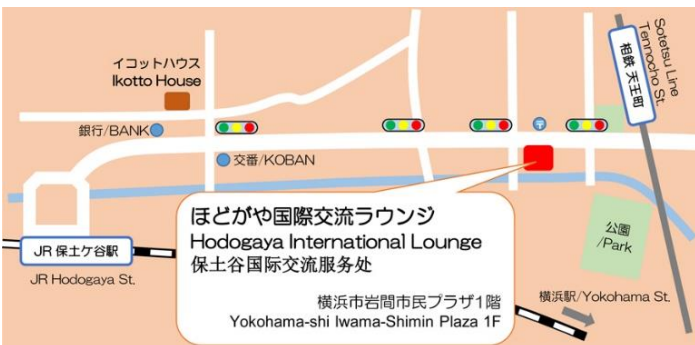 イコットハウス
Ikotto House
銀行/BANK
交番/KOBAN
〒
Sotetsu Line
Tennocho St.
相鉄 天王町
ほどがや国際交流ラウンジ
Hodogaya International Lounge
保土谷国际交流服务处
横浜市岩間市民プラザ1階
Yokohama-shi Iwama-Shimin Plaza 1F
公園
/Park
JR 保土ケ谷駅
JR Hodogaya St.
横浜駅/Yokohama St.